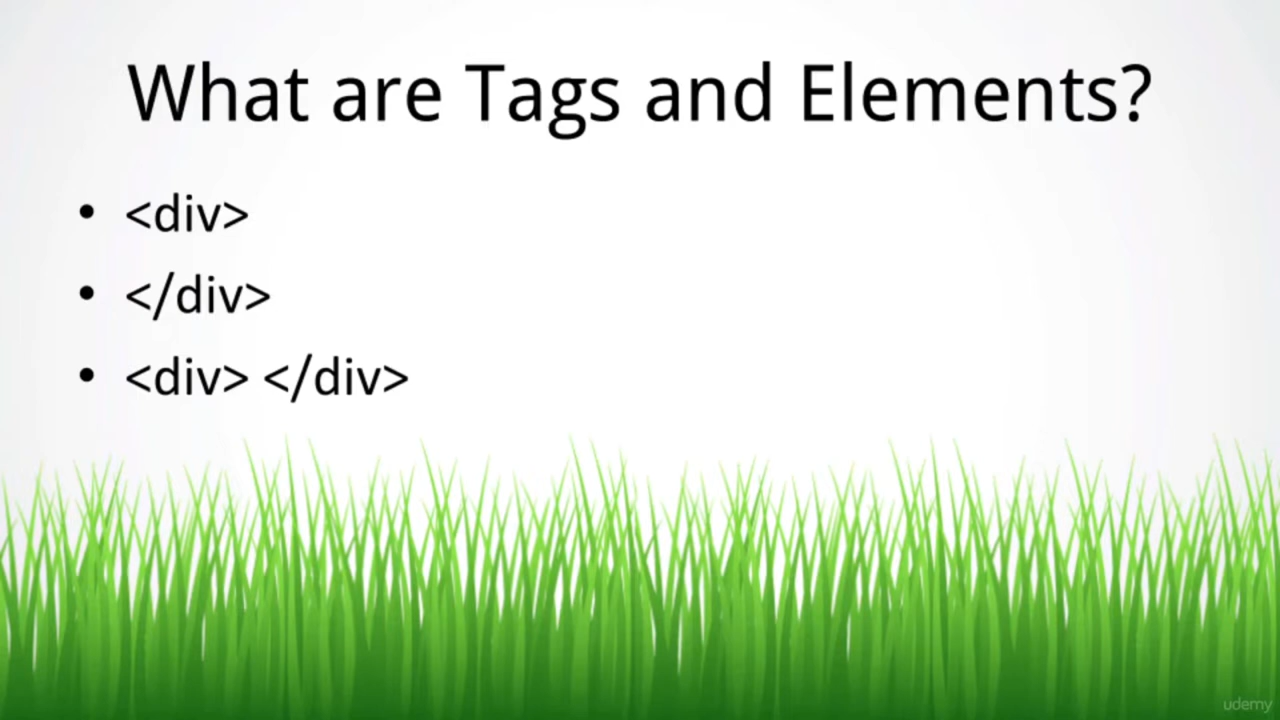 What are Tags and Elements?
• <div>
• </div>
• <div> </div>
udemy